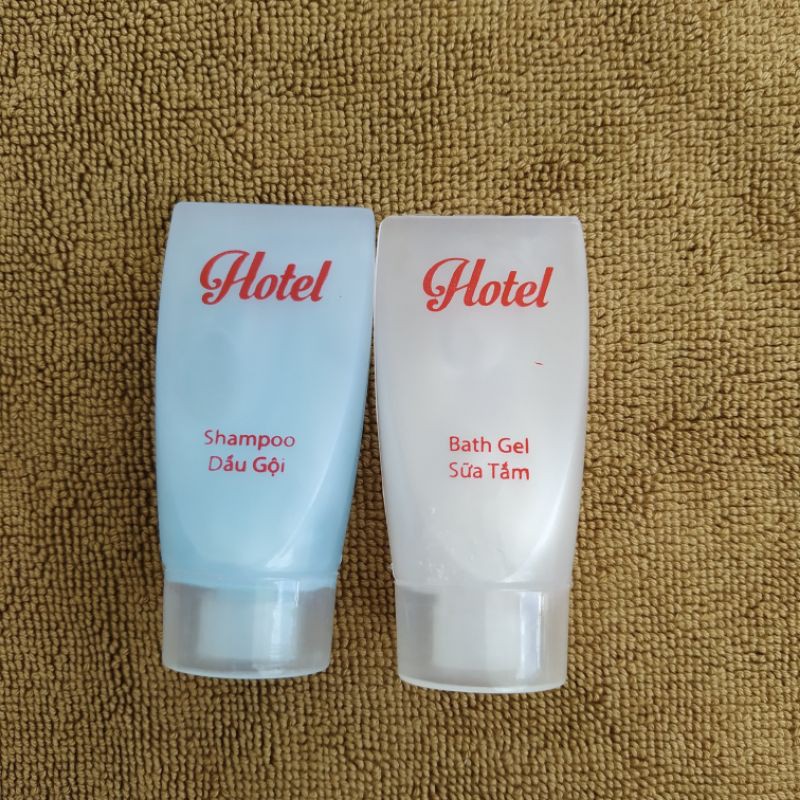 Hotel
Shampoo
Dầu Gội
Hotel
Bath Gel
Sữa Tắm